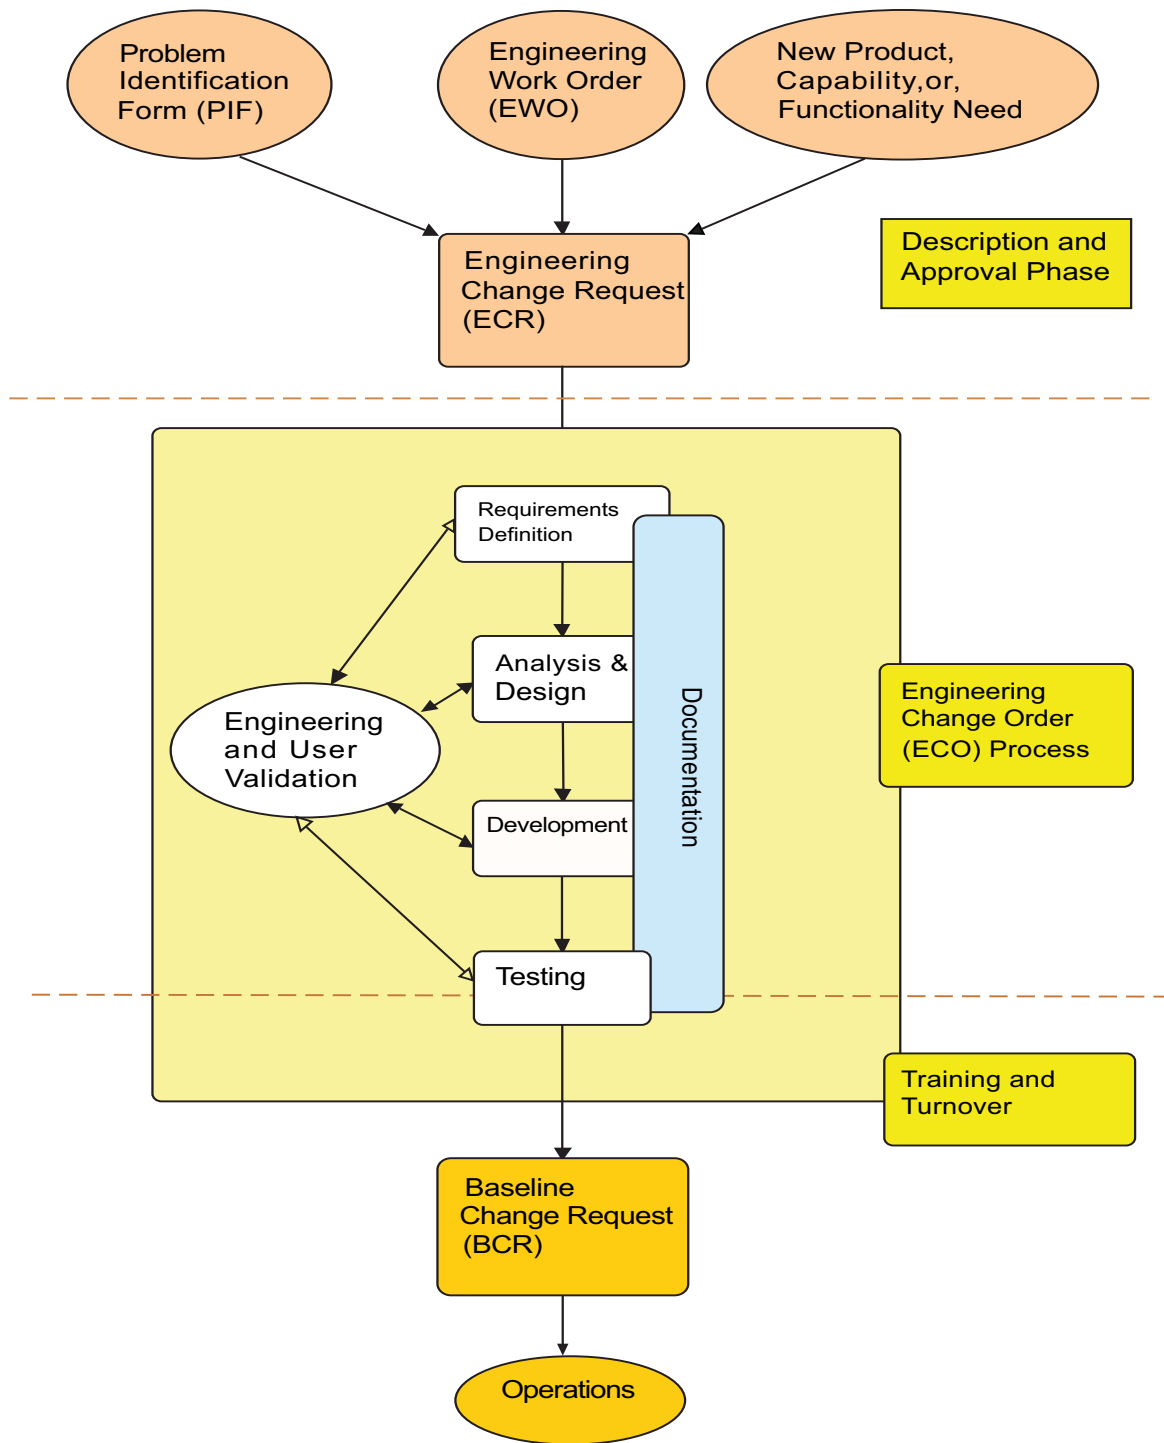 Problem
Identification
Form (PIF)
Engineering
Work Order
(EWO)
New Product,
Capability,or,
Functionality Need
Engineering
Change Request
(ECR)
Description and
Approval Phase
Requirements
Definition
Analysis &
Design
Engineering
and User
Validation
Development
Testing
Documentation
Engineering
Change Order
(ECO) Process
Training and
Turnover
Baseline
Change Request
(BCR)
Operations